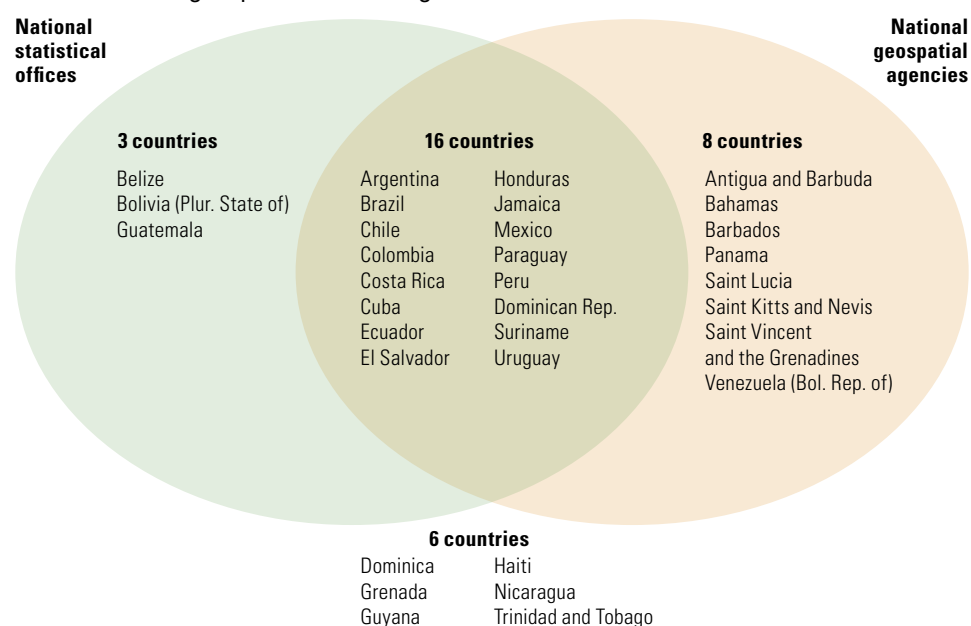 National
statistical
offices
National
geospatial
agencies
3 countries
Belize
Bolivia (Plur. State of)
Guatemala
16 countries
Argentina
Brazil
Chile
Colombia
Costa Rica
Cuba
Ecuador
El Salvador
Honduras
Jamaica
Mexico
Paraguay
Peru
Dominican Rep.
Suriname
Uruguay
8 countries
Antigua and Barbuda
Bahamas
Barbados
Panama
Saint Lucia
Saint Kitts and Nevis
Saint Vincent
and the Grenadines
Venezuela (Bol. Rep. of)
6 countries
Dominica
Grenada
Guyana
Haiti
Nicaragua
Trinidad and Tobago